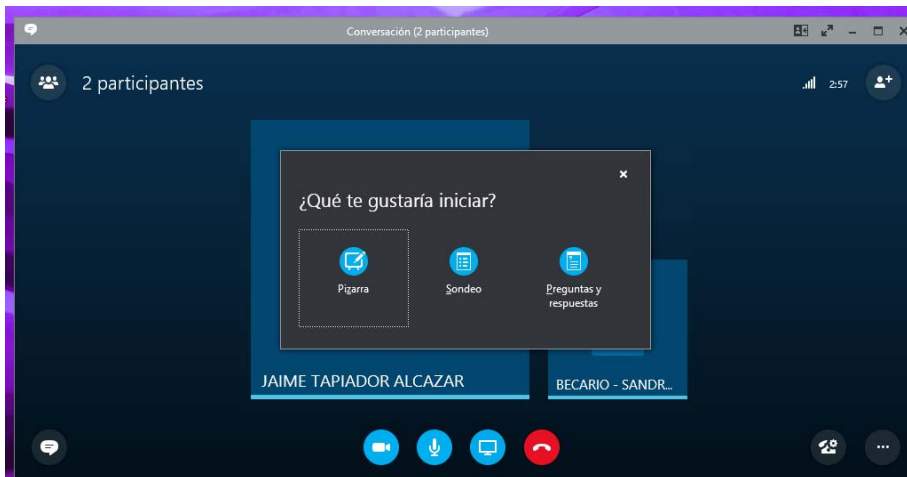 Conversación (2 participantes)
2 participantes
2:57
¿Qué te gustaría iniciar?
Pizarra
Sondeo
Preguntas y
respuestas
JAIME TAPIADOR ALCAZAR
BECARIO - SANDR...